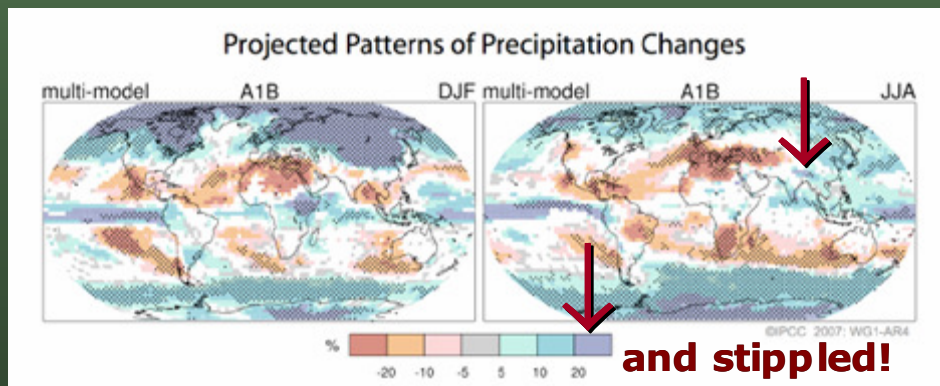 Projected Patterns of Precipitation Changes
multi-model A1B DJF multi-model A1B JJA
©IPCC 2007: WG1-AR4
%
-20 -10 -5 5 10 20
and stippled!